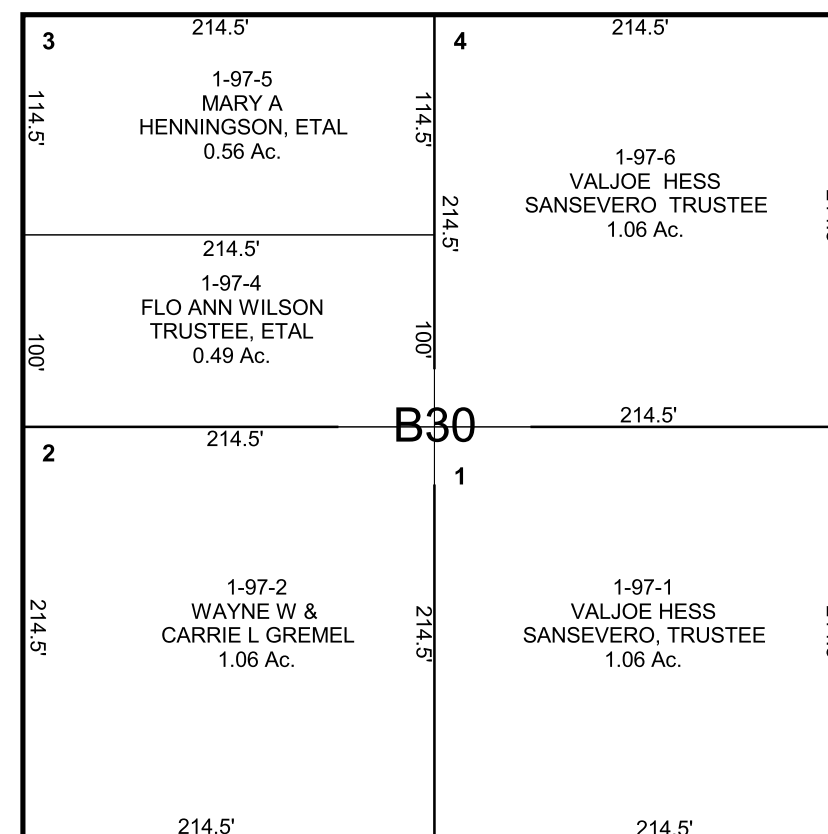 3
214.5'
114.5'
1-97-5
MARY A
HENNINGSON, ETAL
0.56 Ac.
114.5'
214.5'
1-97-4
FLO ANN WILSON
TRUSTEE, ETAL
0.49 Ac.
100'
100'
4
214.5'
214.5'
1-97-6
VALJOE HESS
SANSEVERO TRUSTEE
1.06 Ac.
214.5'
B30
2
214.5'
214.5'
1-97-2
WAYNE W &
CARRIE L GREMEL
1.06 Ac.
214.5'
214.5'
1
1-97-1
VALJOE HESS
SANSEVERO, TRUSTEE
1.06 Ac.
214.5'